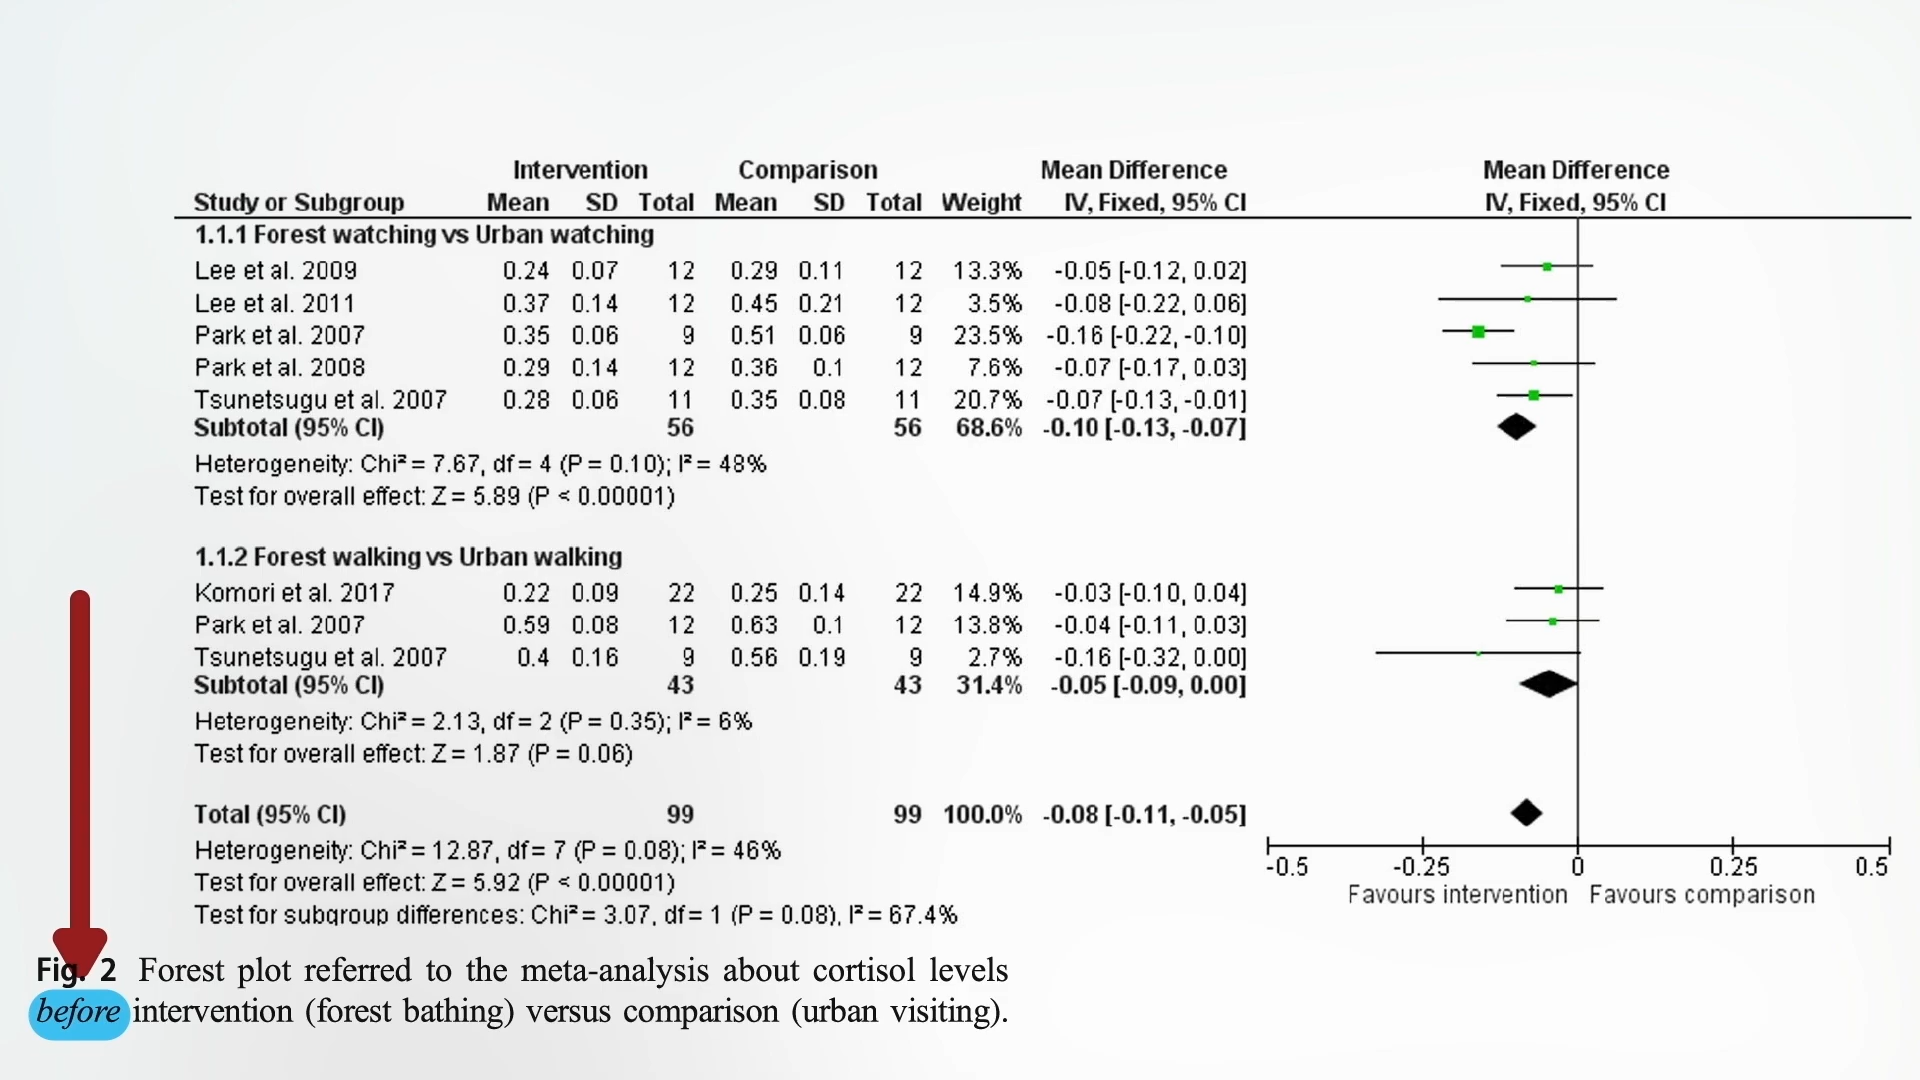 Intervention Comparison Mean Difference Mean Difference
Study or Subgroup Mean SD Total Mean SD Total Weight IV, Fixed, 95% CI IV, Fixed, 95% CI
1.1.1 Forest watching vs Urban watching
Lee et al. 2009 0.24 0.07 12 0.29 0.11 12 13.3% -0.05 [-0.12, 0.02]
Lee et al. 2011 0.37 0.14 12 0.45 0.21 12 3.5% -0.08 [-0.22, 0.06]
Park et al. 2007 0.35 0.06 9 0.51 0.06 9 23.5% -0.16 [-0.22, -0.10]
Park et al. 2008 0.29 0.14 12 0.36 0.1 12 7.6% -0.07 [-0.17, 0.03]
Tsunetsugu et al. 2007 0.28 0.06 11 0.35 0.08 11 20.7% -0.07 [-0.13, -0.01]
Subtotal (95% CI) 56 56 68.6% -0.10 [-0.13, -0.07]
Heterogeneity: Chi² = 7.67, df = 4 (P = 0.10); I² = 48%
Test for overall effect: Z = 5.89 (P < 0.00001)
1.1.2 Forest walking vs Urban walking
Komori et al. 2017 0.22 0.09 22 0.25 0.14 22 14.9% -0.03 [-0.10, 0.04]
Park et al. 2007 0.59 0.08 12 0.63 0.1 12 13.8% -0.04 [-0.11, 0.03]
Tsunetsugu et al. 2007 0.4 0.16 9 0.56 0.19 9 2.7% -0.16 [-0.32, 0.00]
Subtotal (95% CI) 43 43 31.4% -0.05 [-0.09, 0.00]
Heterogeneity: Chi² = 2.13, df = 2 (P = 0.35); I² = 6%
Test for overall effect: Z = 1.87 (P = 0.06)
Total (95% CI) 99 99 100.0% -0.08 [-0.11, -0.05]
Heterogeneity: Chi² = 12.87, df = 7 (P = 0.08); I² = 46%
Test for overall effect: Z = 5.92 (P < 0.00001)
Test for subgroup differences: Chi² = 3.07, df = 1 (P = 0.08), I² = 67.4%
-0.5 -0.25 0 0.25 0.5
Favours intervention Favours comparison
Fig. 2 Forest plot referred to the meta-analysis about cortisol levels
before intervention (forest bathing) versus comparison (urban visiting).